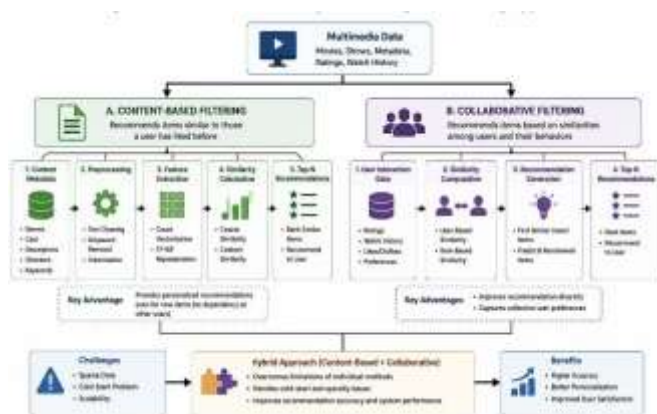 Multimedia Data
Movies, Shows, Metadata,
Ratings, Watch History
A. CONTENT-BASED FILTERING
Recommends items similar to those
a user has liked before
B. COLLABORATIVE FILTERING
Recommends items based on similarities
among users and their behaviors
1. Content
Metadata
• Genres
• Cast
• Descriptions
• Directors
• Keywords
2. Preprocessing
• Text Cleaning
• Stopword
Removal
• Tokenization
3. Feature
Extraction
• Count
Vectorization
• TF-IDF
Representation
4. Similarity
Calculation
• Cosine
Similarity
• Content
Similarity
5. Top-N
Recommendations
• Rank Similar
Items
• Recommend
to User
1. User Interaction
Data
• Ratings
• Watch History
• Likes/Dislikes
• Preferences
2. Similarity
Computation
• User-Based
Similarity
• Item-Based
Similarity
3. Recommendation
Generation
• Find Similar Users/
Items
• Predict & Recommend
Items
4. Top-N
Recommendations
• Rank Items
• Recommend
to User
Key Advantage
Provides personalized recommendations
even for new items (no dependency on
other users)
Key Advantages
• Improves recommendation diversity
• Captures collective user preferences
Challenges
• Sparse Data
• Cold Start Problem
• Scalability
Hybrid Approach (Content-Based + Collaborative)
• Overcomes limitations of individual methods
• Handles cold-start and sparsity issues
• Improves recommendation accuracy and system performance
Benefits
• Higher Accuracy
• Better Personalization
• Improved User Satisfaction